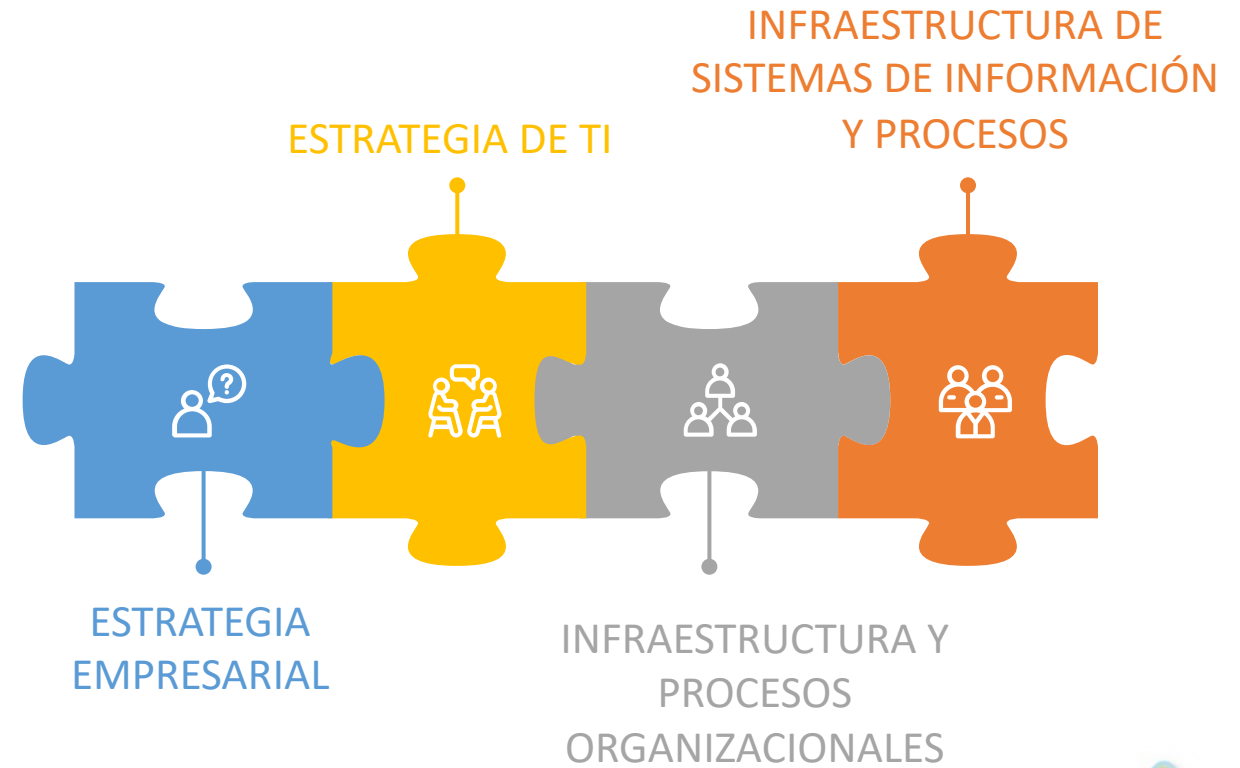 INFRAESTRUCTURA DE
SISTEMAS DE INFORMACIÓN
Y PROCESOS
ESTRATEGIA DE TI
?
ESTRATEGIA
EMPRESARIAL
INFRAESTRUCTURA Y
PROCESOS
ORGANIZACIONALES